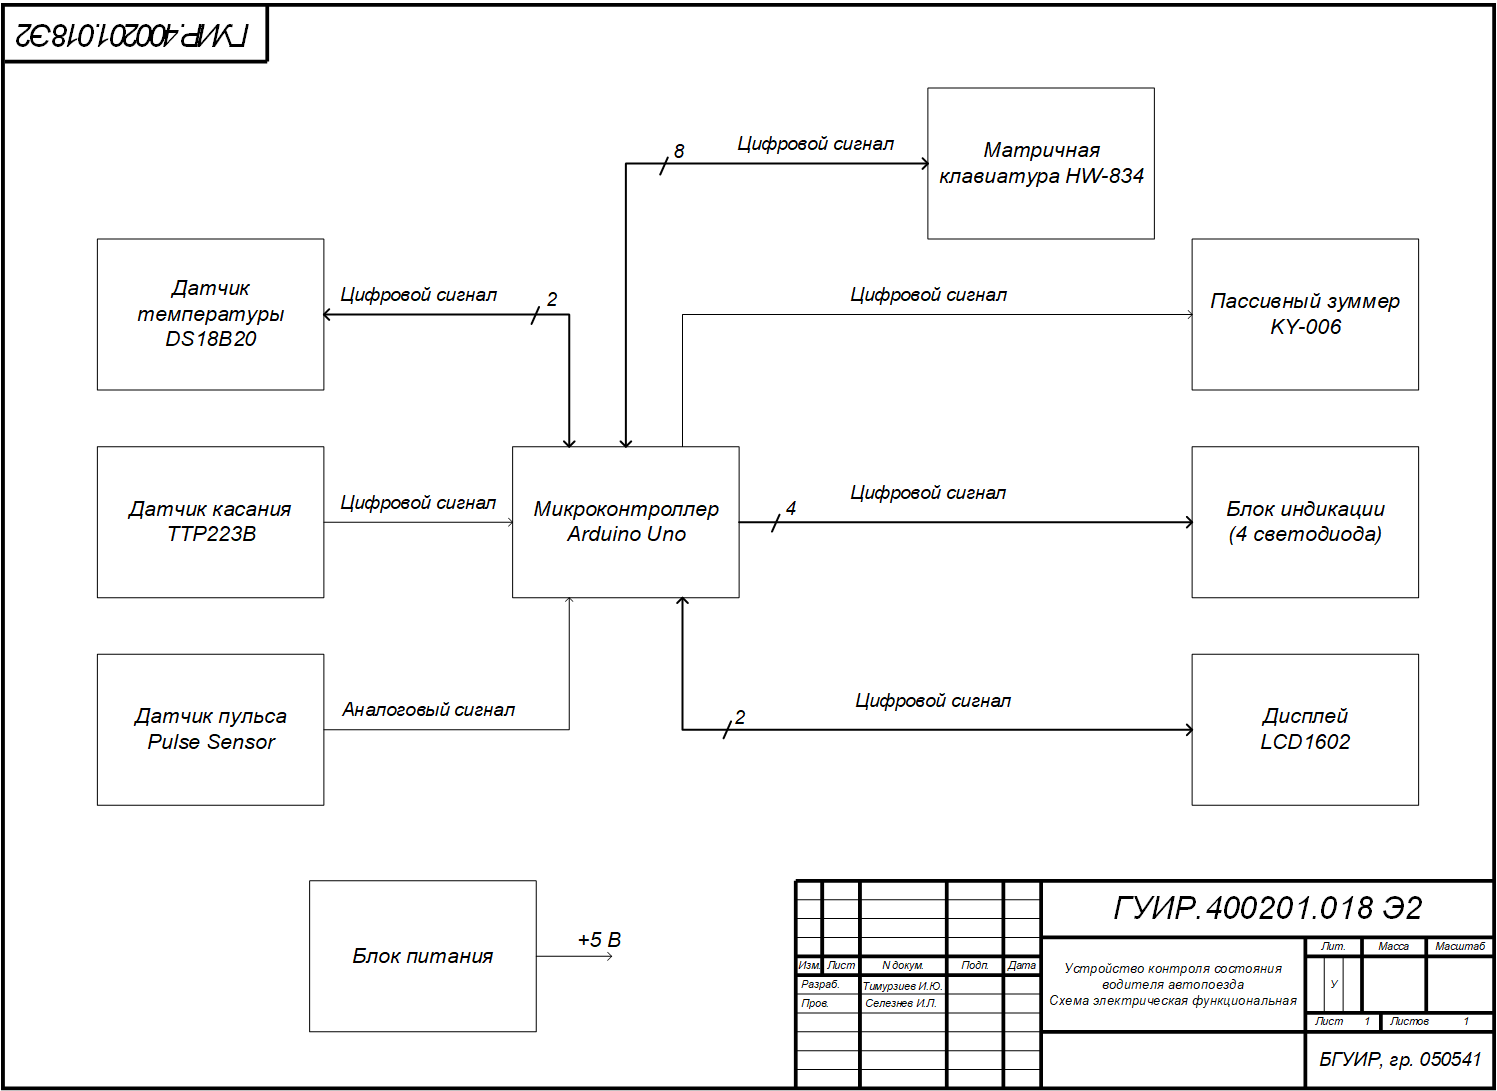 ГУИР.400201.018Э2
8
Цифровой сигнал
Матричная
клавиатура HW-834
Датчик
температуры
DS18B20
Цифровой сигнал
2
Цифровой сигнал
Пассивный зуммер
KY-006
Датчик касания
TTP223B
Цифровой сигнал
Микроконтроллер
Arduino Uno
4
Цифровой сигнал
Блок индикации
(4 светодиода)
Датчик пульса
Pulse Sensor
Аналоговый сигнал
2
Цифровой сигнал
Дисплей
LCD1602
Блок питания
+5 В
ГУИР.400201.018 Э2
Лит. Масса Масштаб
Изм. Лист N докум. Подп. Дата
Устройство контроля состояния
водителя автопоезда
Схема электрическая функциональная
У
Разраб. Тимурзиев И.Ю.
Пров. Селезнев И.Л.
Лист 1 Листов 1
БГУИР, гр. 050541